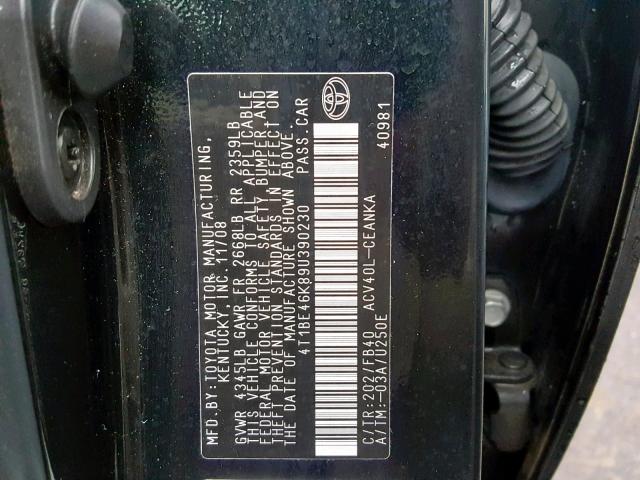 MFD.BY:TOYOTA MOTOR MANUFACTURING,
KENTUCKY, INC. 11/08
GVWR 4345LB GAWR FR 2668LB RR 2359LB
THIS VEHICLE CONFORMS TO ALL APPLICABLE
FEDERAL MOTOR VEHICLE SAFETY, BUMPER AND
THEFT PREVENTION STANDARDS IN EFFECT ON
THE DATE OF MANUFACTURE SHOWN ABOVE.
4T1BE46K89U390230 PASS.CAR
C/TR:202/FB40 ACV40L-CEANKA
A/TM:-03A/U250E 40981